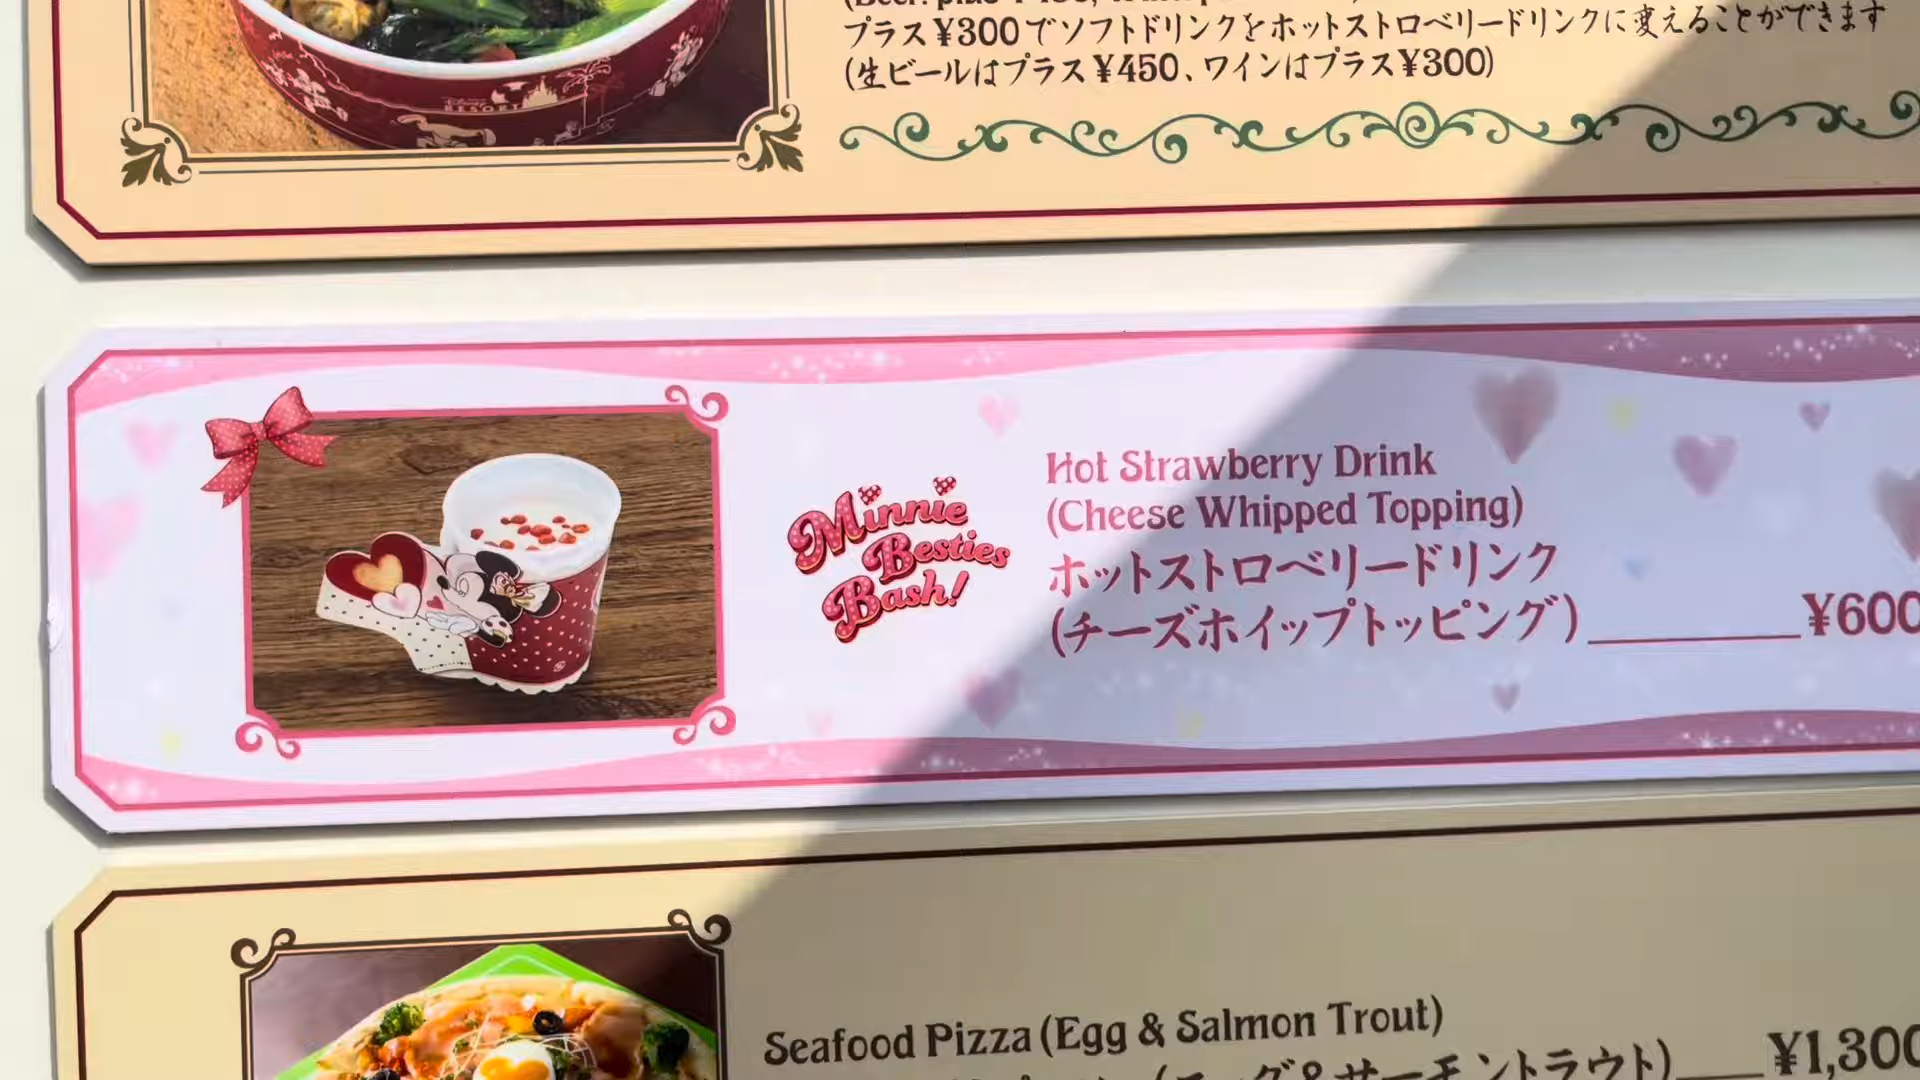 プラス¥300でソフトドリンクをホットストロベリードリンクに変えることができます
(生ビールはプラス¥450、ワインはプラス¥300)
Disney
RESORT
Minnie
Besties
Bash!
Hot Strawberry Drink
(Cheese Whipped Topping)
ホットストロベリードリンク
(チーズホイップトッピング) ¥600
Seafood Pizza (Egg & Salmon Trout)
¥1,300